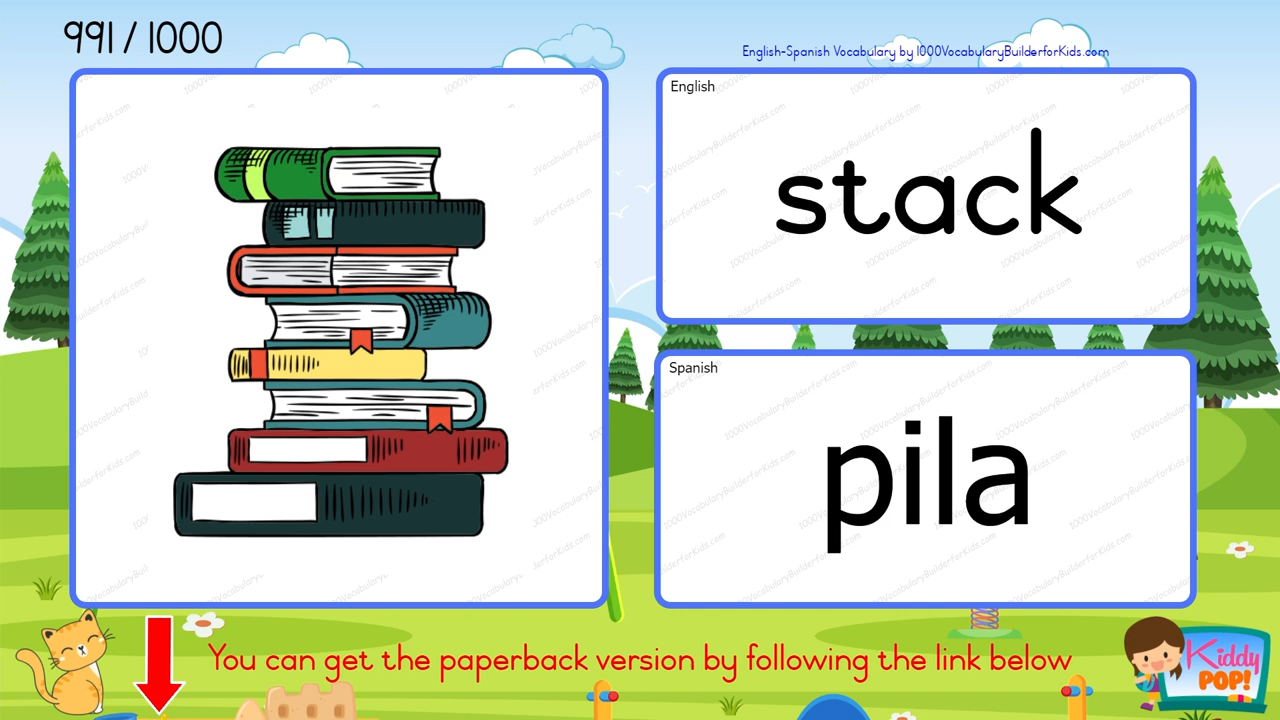 991 / 1000
English-Spanish Vocabulary by 1000VocabularyBuilderforKids.com
English
stack
Spanish
pila
You can get the paperback version by following the link below
Kiddy
POP!